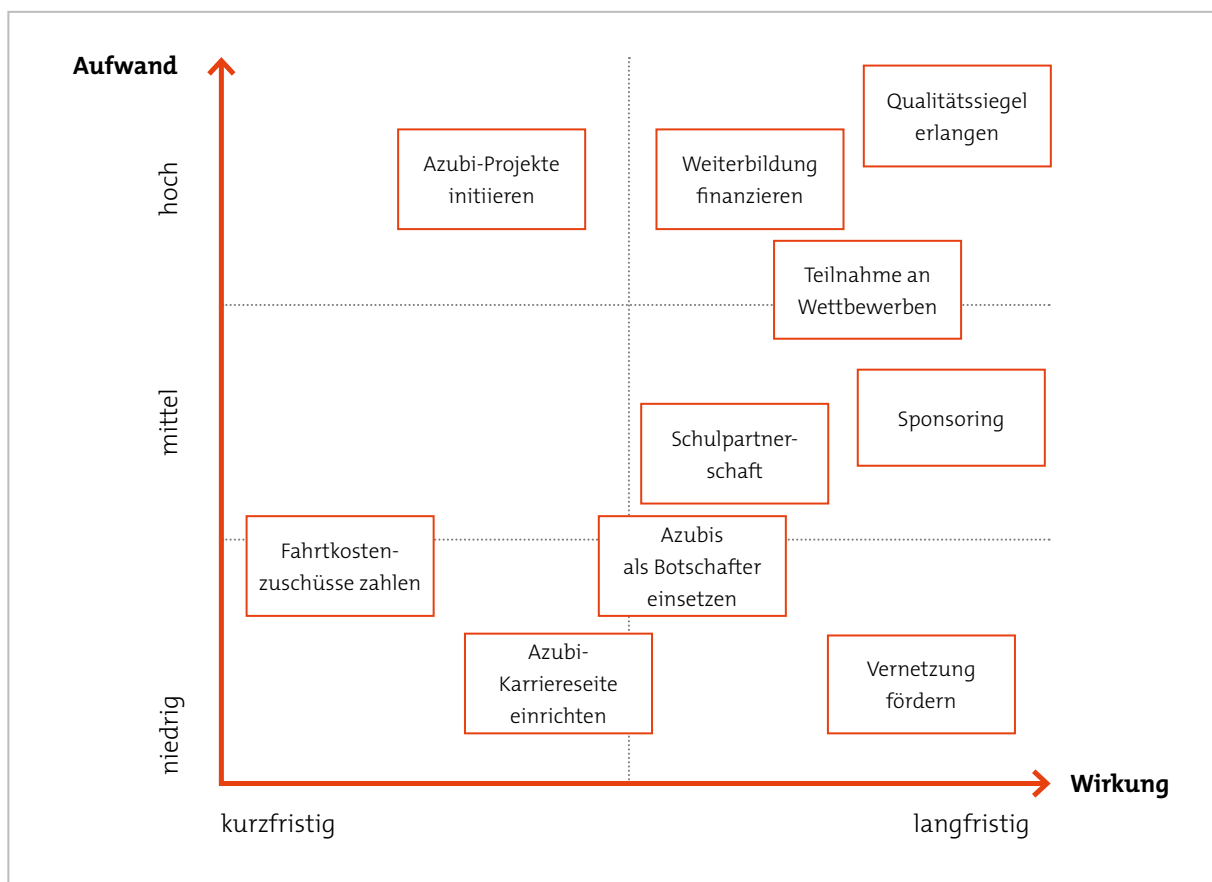 Aufwand
hoch
mittel
niedrig
Qualitätssiegel
erlangen
Azubi-Projekte
initiieren
Weiterbildung
finanzieren
Teilnahme an
Wettbewerben
Sponsoring
Schulpartner-
schaft
Fahrtkosten-
zuschüsse zahlen
Azubis
als Botschafter
einsetzen
Azubi-
Karriereseite
einrichten
Vernetzung
fördern
Wirkung
kurzfristig
langfristig